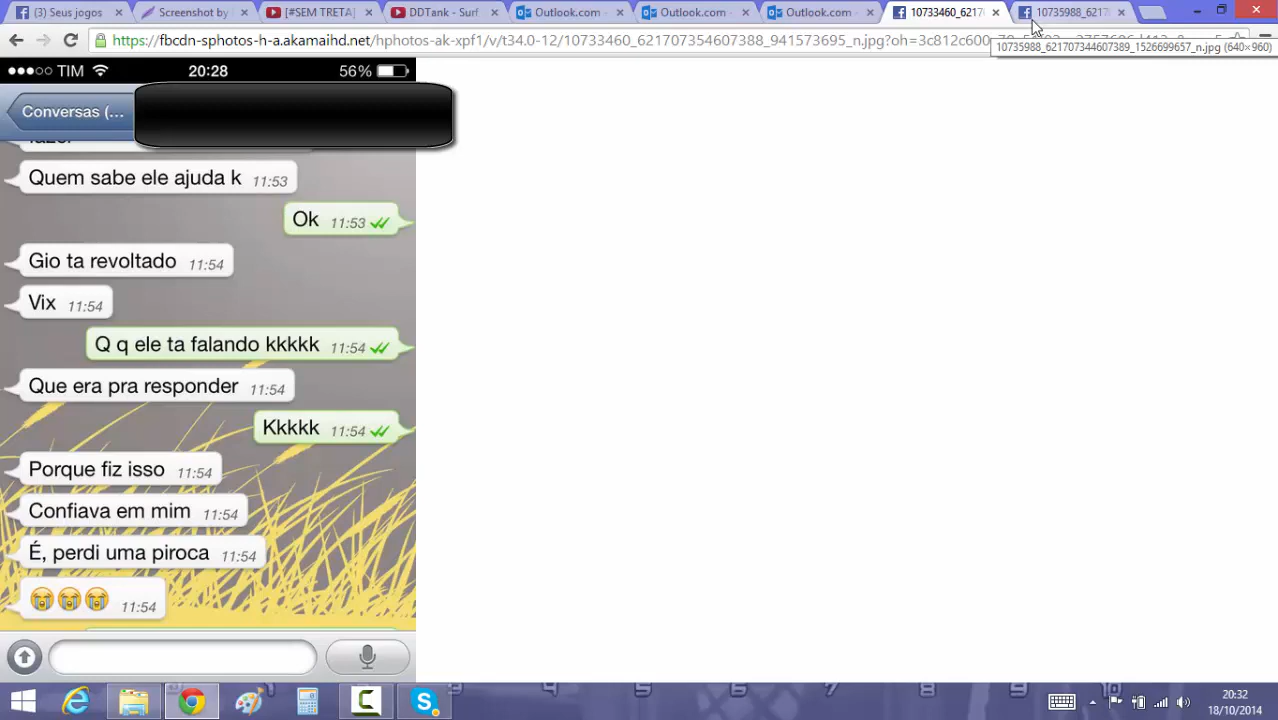 (3) Seus jogos
Screenshot by
[#SEM TRETA]
DDTank - Surf
Outlook.com
Outlook.com
Outlook.com
10733460_6217
10735988_6217
https://fbcdn-sphotos-h-a.akamaihd.net/hphotos-ak-xpf1/v/t34.0-12/10733460_621707354607388_941573695_n.jpg?oh=3c812c600
10735988_621707344607389_1526699657_n.jpg (640×960)
TIM 20:28 56%
Conversas (...
Quem sabe ele ajuda k 11:53
Ok 11:53
Gio ta revoltado 11:54
Vix 11:54
Q q ele ta falando kkkkk 11:54
Que era pra responder 11:54
Kkkkk 11:54
Porque fiz isso 11:54
Confiava em mim 11:54
É, perdi uma piroca 11:54
😭😭😭 11:54
20:32
18/10/2014